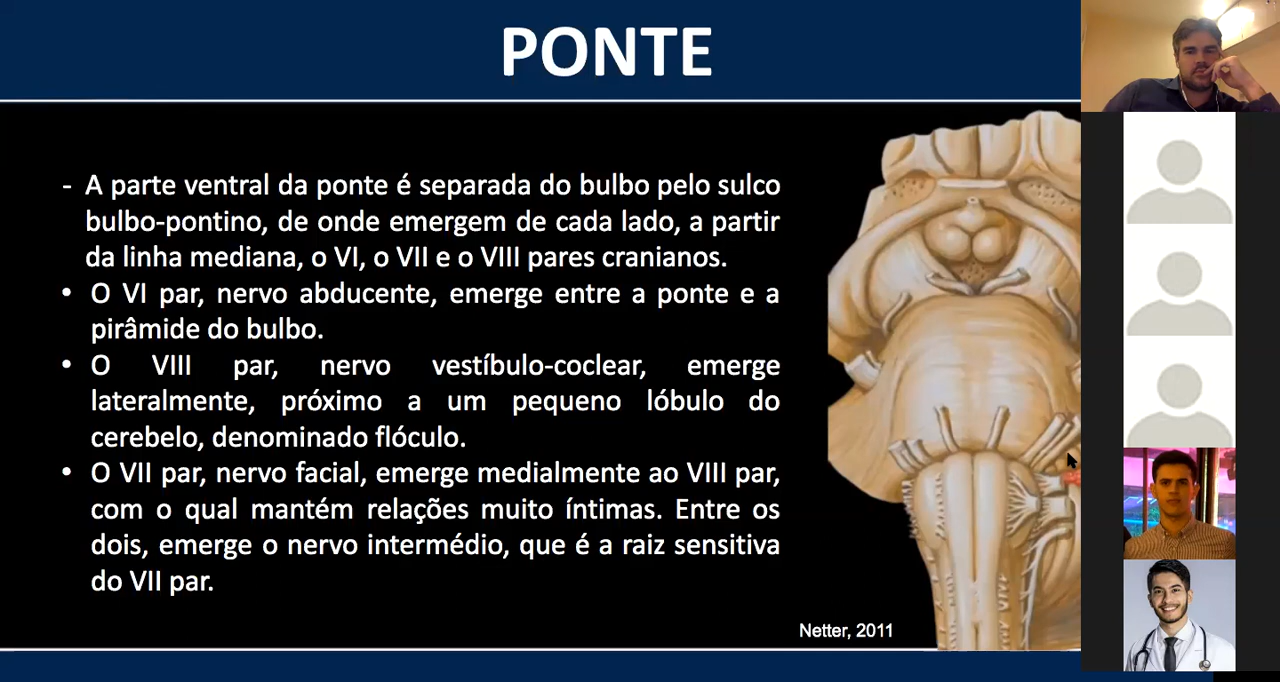 PONTE
- A parte ventral da ponte é separada do bulbo pelo sulco
bulbo-pontino, de onde emergem de cada lado, a partir
da linha mediana, o VI, o VII e o VIII pares cranianos.
• O VI par, nervo abducente, emerge entre a ponte e a
pirâmide do bulbo.
• O VIII par, nervo vestíbulo-coclear, emerge
lateralmente, próximo a um pequeno lóbulo do
cerebelo, denominado flóculo.
• O VII par, nervo facial, emerge medialmente ao VIII par,
com o qual mantém relações muito íntimas. Entre os
dois, emerge o nervo intermédio, que é a raiz sensitiva
do VII par.
Netter, 2011